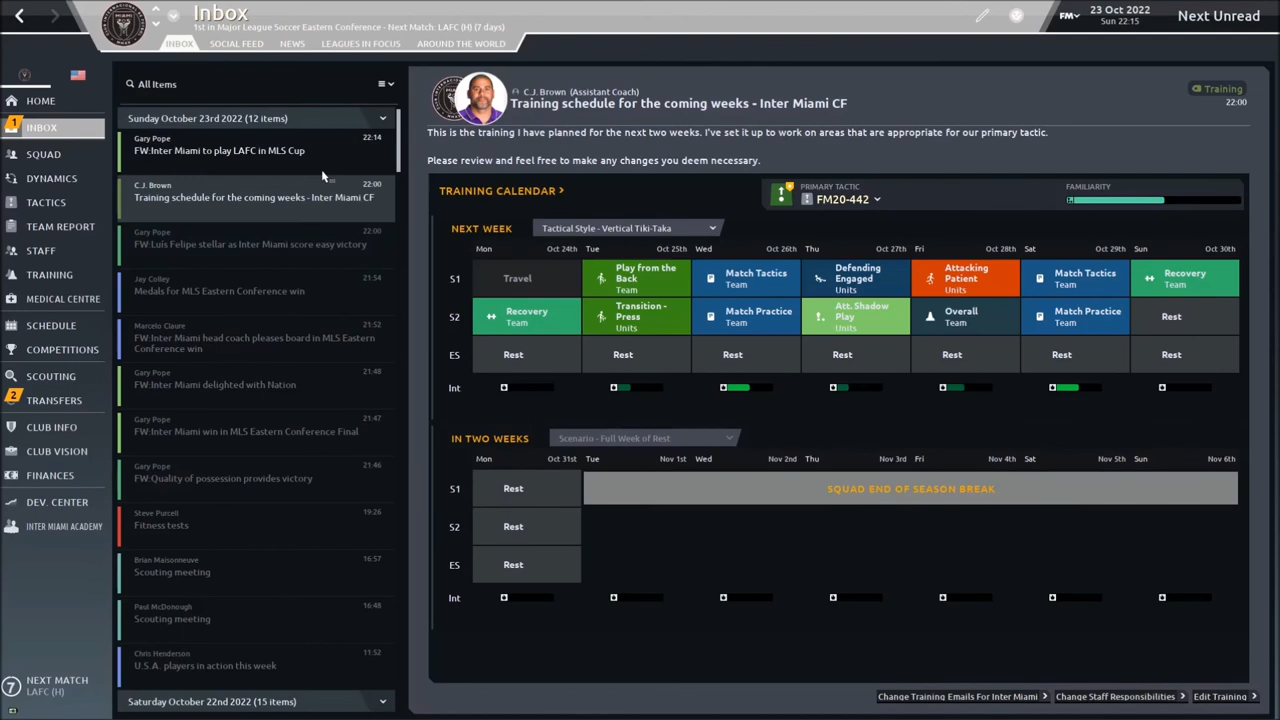 Inbox
1st in Major League Soccer Eastern Conference - Next Match: LAFC (H) (7 days)
INBOX SOCIAL FEED NEWS LEAGUES IN FOCUS AROUND THE WORLD
FM
23 Oct 2022
Sun 22:15
Next Unread
HOME
1
INBOX
SQUAD
DYNAMICS
TACTICS
TEAM REPORT
STAFF
TRAINING
MEDICAL CENTRE
SCHEDULE
COMPETITIONS
SCOUTING
2
TRANSFERS
CLUB INFO
CLUB VISION
FINANCES
DEV. CENTER
INTER MIAMI ACADEMY
7
NEXT MATCH
LAFC (H)
All Items
Sunday October 23rd 2022 (12 items)
Gary Pope 22:14
FW:Inter Miami to play LAFC in MLS Cup
C.J. Brown 22:00
Training schedule for the coming weeks - Inter Miami CF
Gary Pope 22:00
FW:Luís Felipe stellar as Inter Miami score easy victory
Jay Colley 21:54
Medals for MLS Eastern Conference win
Marcelo Claure 21:52
Inter Miami head coach pleases board in MLS Eastern
Conference win
Gary Pope 21:48
FW:Inter Miami delighted with Nation
Gary Pope 21:47
FW:Inter Miami win in MLS Eastern Conference Final
Gary Pope 21:46
FW:Quality of possession provides victory
Steve Purcell 19:26
Fitness tests
Brian Maisonneuve 16:57
Scouting meeting
Paul McDonough 16:48
Scouting meeting
Chris Henderson 11:52
U.S.A. players in action this week
Saturday October 22nd 2022 (15 items)
C.J. Brown (Assistant Coach)
Training schedule for the coming weeks - Inter Miami CF
Training
22:00
This is the training I have planned for the next two weeks. I've set it up to work on areas that are appropriate for our primary tactic.
Please review and feel free to make any changes you deem necessary.
TRAINING CALENDAR >
PRIMARY TACTIC
FM20-442
FAMILIARITY
NEXT WEEK Tactical Style - Vertical Tiki-Taka
Mon Oct 24th Tue Oct 25th Wed Oct 26th Thu Oct 27th Fri Oct 28th Sat Oct 29th Sun Oct 30th
S1 Travel
Play from the Back Team
Match Tactics Team
Defending Engaged Units
Attacking Patient Units
Match Tactics Team
Recovery Team
S2 Recovery Team
Transition - Press Units
Match Practice Team
Att. Shadow Play Units
Overall Team
Match Practice Team
Rest
ES Rest Rest Rest Rest Rest Rest Rest
Int
IN TWO WEEKS Scenario - Full Week of Rest
Mon Oct 31st Tue Nov 1st Wed Nov 2nd Thu Nov 3rd Fri Nov 4th Sat Nov 5th Sun Nov 6th
S1 Rest SQUAD END OF SEASON BREAK
S2 Rest
ES Rest
Int
Change Training Emails For Inter Miami > Change Staff Responsibilities > Edit Training >